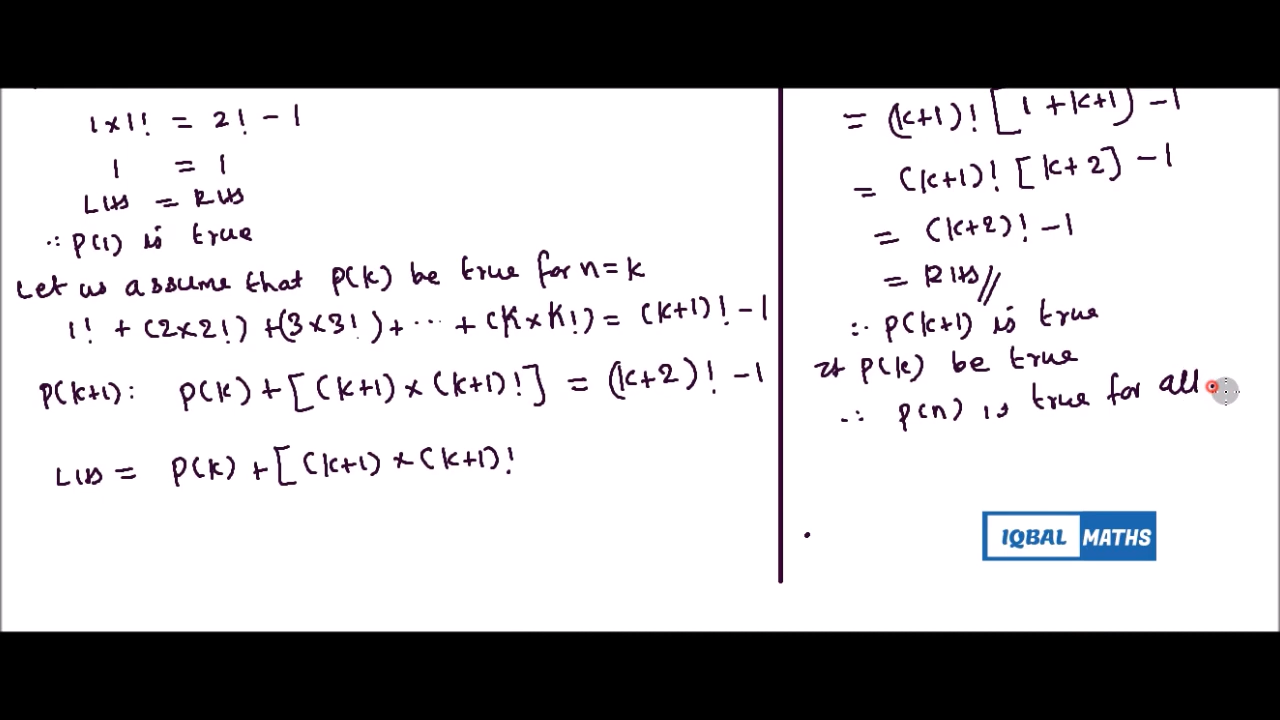 1×1! = 2! - 1
1 = 1
LHS = RHS
∴ P(1) is true
Let us assume that P(k) be true for n = k
1! + (2×2!) + (3×3!) + ... + (K×K!) = (k+1)! - 1
P(k+1): P(k) + [(k+1) × (k+1)!] = (k+2)! - 1
LHS = P(k) + [(k+1) × (k+1)!
= (k+1)! [1 + k+1] - 1
= (k+1)! [k+2] - 1
= (k+2)! - 1
= RHS//
∴ P(k+1) is true
if P(k) be true
∴ P(n) is true for all
IQBAL MATHS